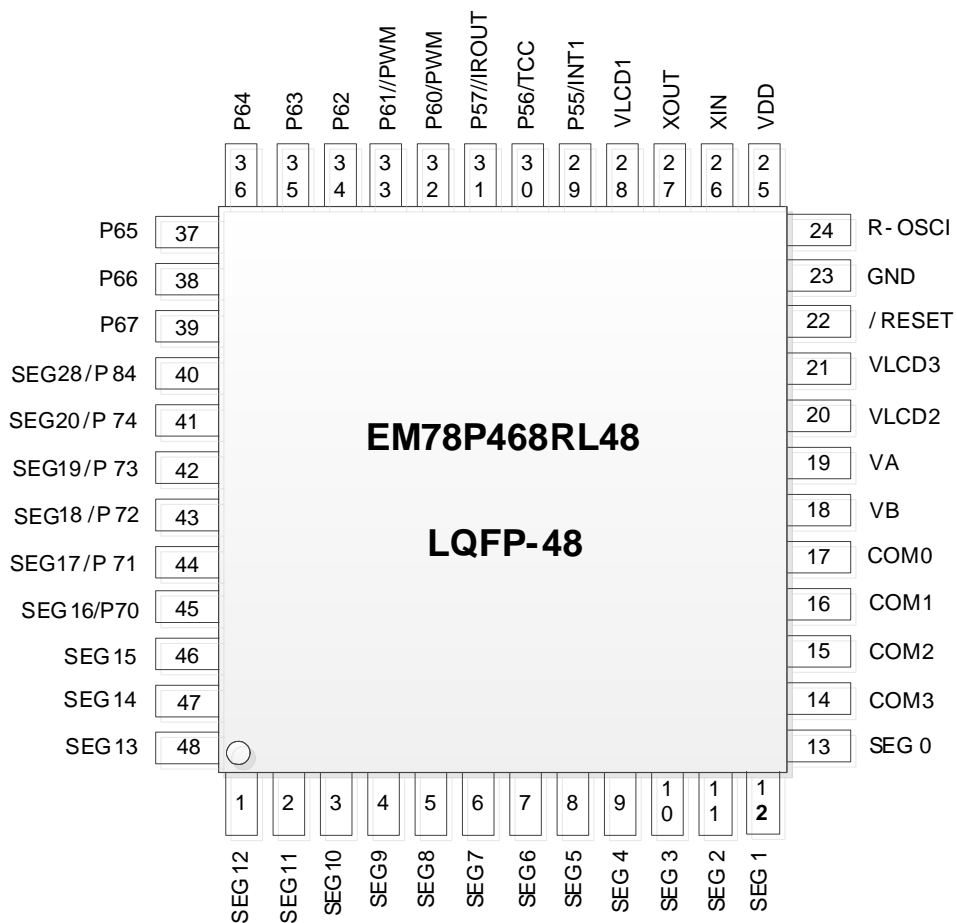 P64
P63
P62
P61//PWM
P60/PWM
P57//IROUT
P56/TCC
P55/INT1
VLCD1
XOUT
XIN
VDD
36
35
34
33
32
31
30
29
28
27
26
25
P65 37
P66 38
P67 39
SEG28/P 84 40
SEG20/P 74 41
SEG19/P 73 42
SEG18 /P 72 43
SEG17/P 71 44
SEG16/P70 45
SEG15 46
SEG14 47
SEG13 48
EM78P468RL48
LQFP-48
24 R-OSCI
23 GND
22 /RESET
21 VLCD3
20 VLCD2
19 VA
18 VB
17 COM0
16 COM1
15 COM2
14 COM3
13 SEG 0
1
2
3
4
5
6
7
8
9
10
11
12
SEG12
SEG11
SEG10
SEG9
SEG8
SEG7
SEG6
SEG5
SEG 4
SEG 3
SEG 2
SEG 1